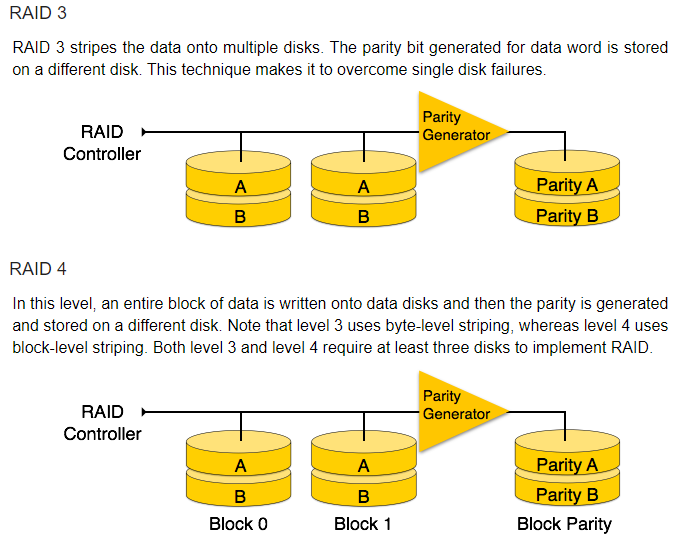 RAID 3
RAID 3 stripes the data onto multiple disks. The parity bit generated for data word is stored
on a different disk. This technique makes it to overcome single disk failures.
RAID
Controller
Parity
Generator
A
B
A
B
Parity A
Parity B
RAID 4
In this level, an entire block of data is written onto data disks and then the parity is generated
and stored on a different disk. Note that level 3 uses byte-level striping, whereas level 4 uses
block-level striping. Both level 3 and level 4 require at least three disks to implement RAID.
RAID
Controller
Parity
Generator
A
B
A
B
Parity A
Parity B
Block 0
Block 1
Block Parity